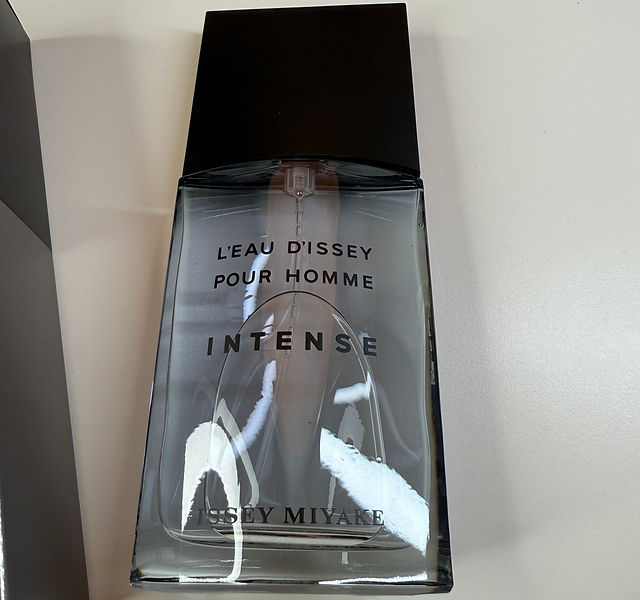 L'EAU D'ISSEY
POUR HOMME
INTENSE
ISSEY MIYAKE